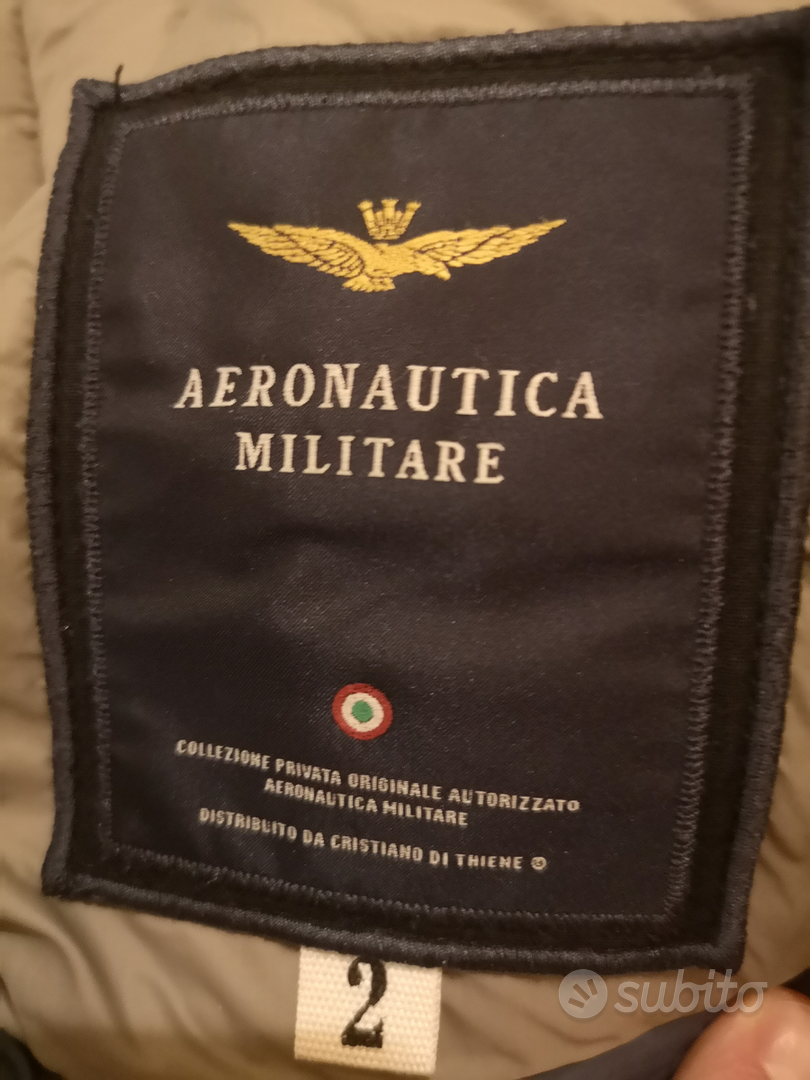 AERONAUTICA
MILITARE
COLLEZIONE PRIVATA ORIGINALE AUTORIZZATO
AERONAUTICA MILITARE
DISTRIBUITO DA CRISTIANO DI THIENE ®
2
subito